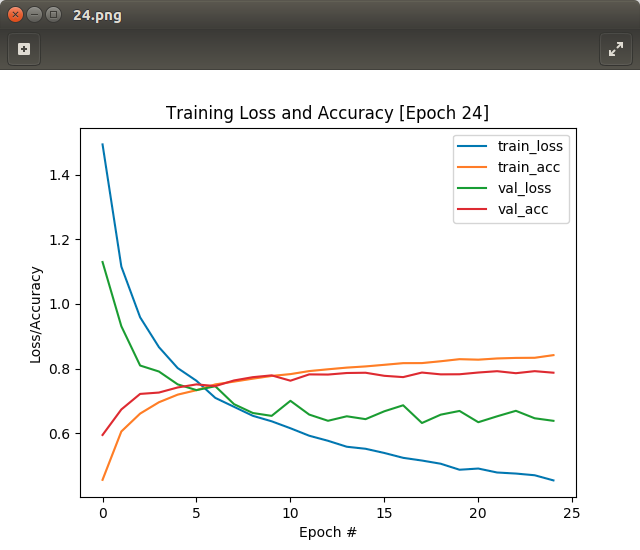 24.png
Training Loss and Accuracy [Epoch 24]
train_loss
train_acc
val_loss
val_acc
1.4
1.2
1.0
0.8
0.6
Loss/Accuracy
0 5 10 15 20 25
Epoch #